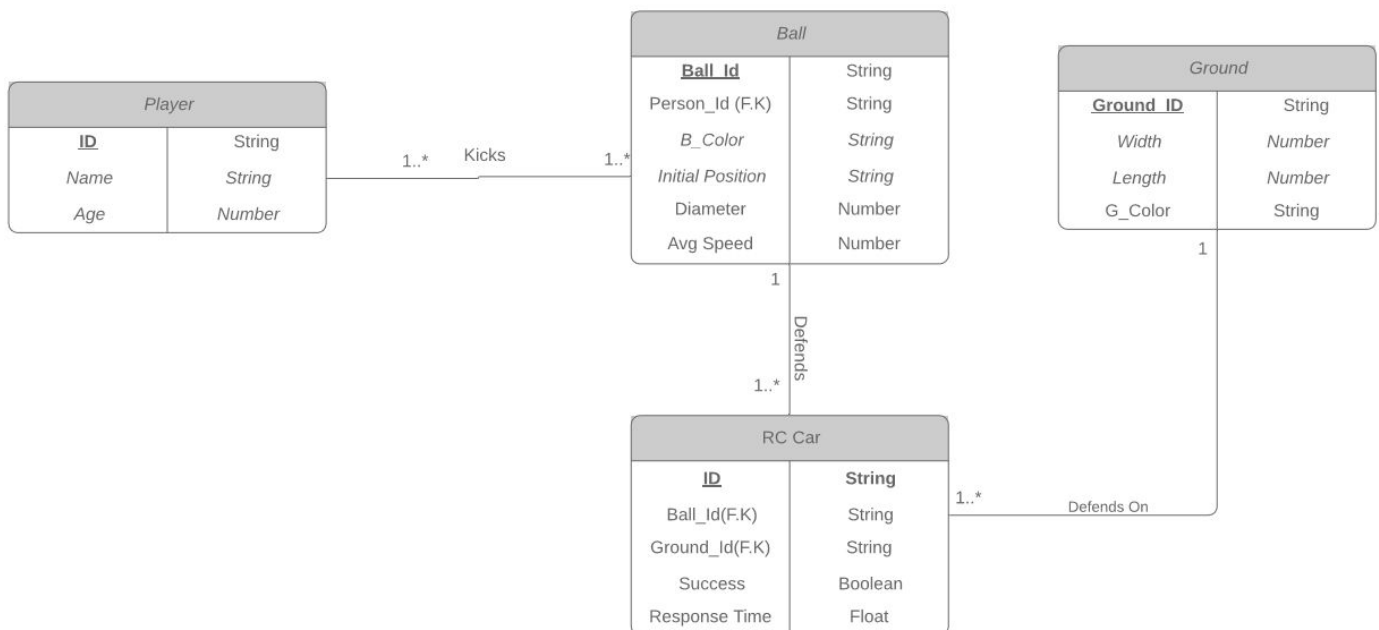 Player
ID String
Name String
Age Number
1..* Kicks 1..*
Ball
Ball_Id String
Person_Id (F.K) String
B_Color String
Initial Position String
Diameter Number
Avg Speed Number
Ground
Ground_ID String
Width Number
Length Number
G_Color String
1
Defends
1..*
1
RC Car
ID String
Ball_Id(F.K) String
Ground_Id(F.K) String
Success Boolean
Response Time Float
1..* Defends On